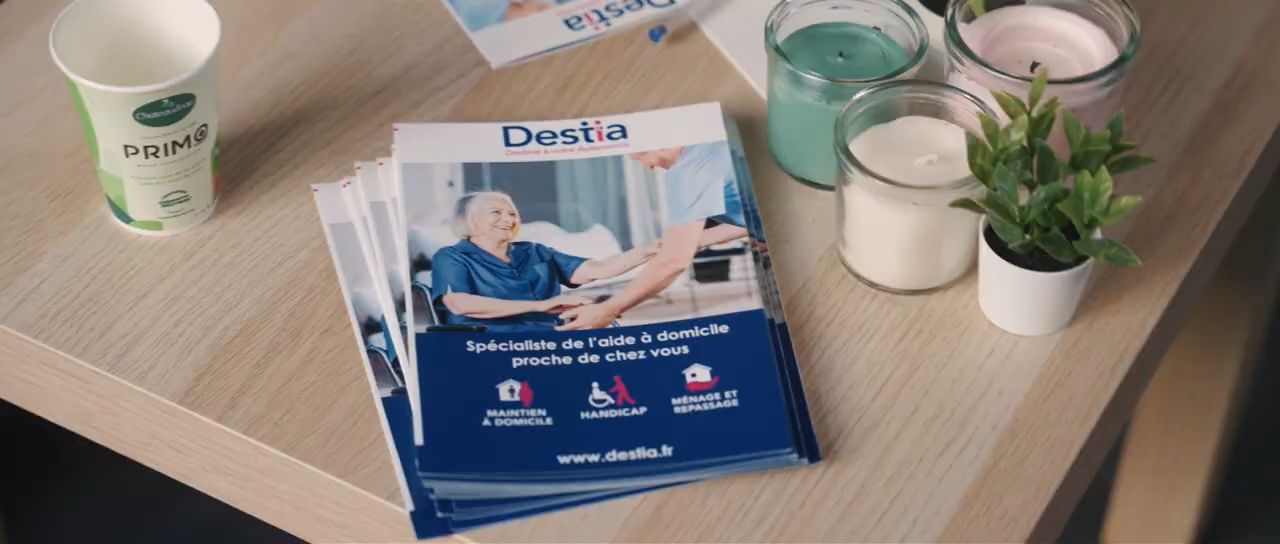 Destia
PRIMO
Destia
Spécialiste de l'aide à domicile
proche de chez vous
MAINTIEN
À DOMICILE
HANDICAP
MÉNAGE ET
REPASSAGE
www.destia.fr